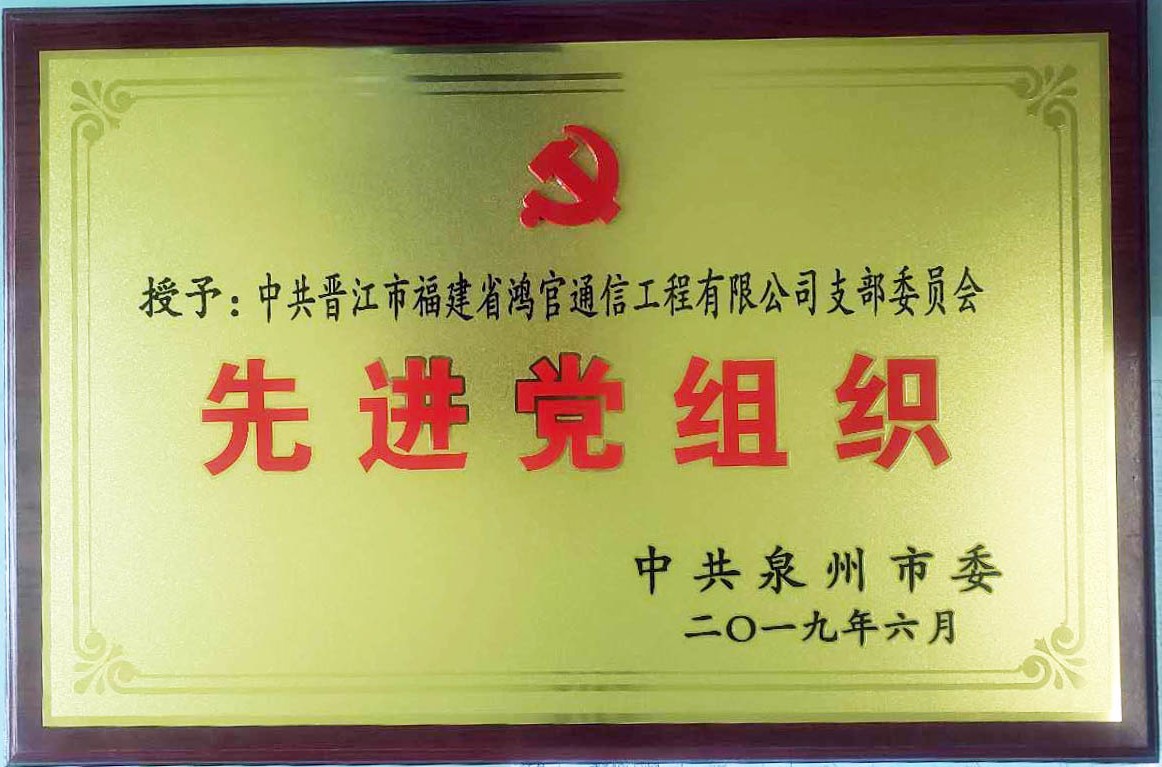 授予：中共晋江市福建省鸿官通信工程有限公司支部委员会
先进党组织
中共泉州市委
二〇一九年六月